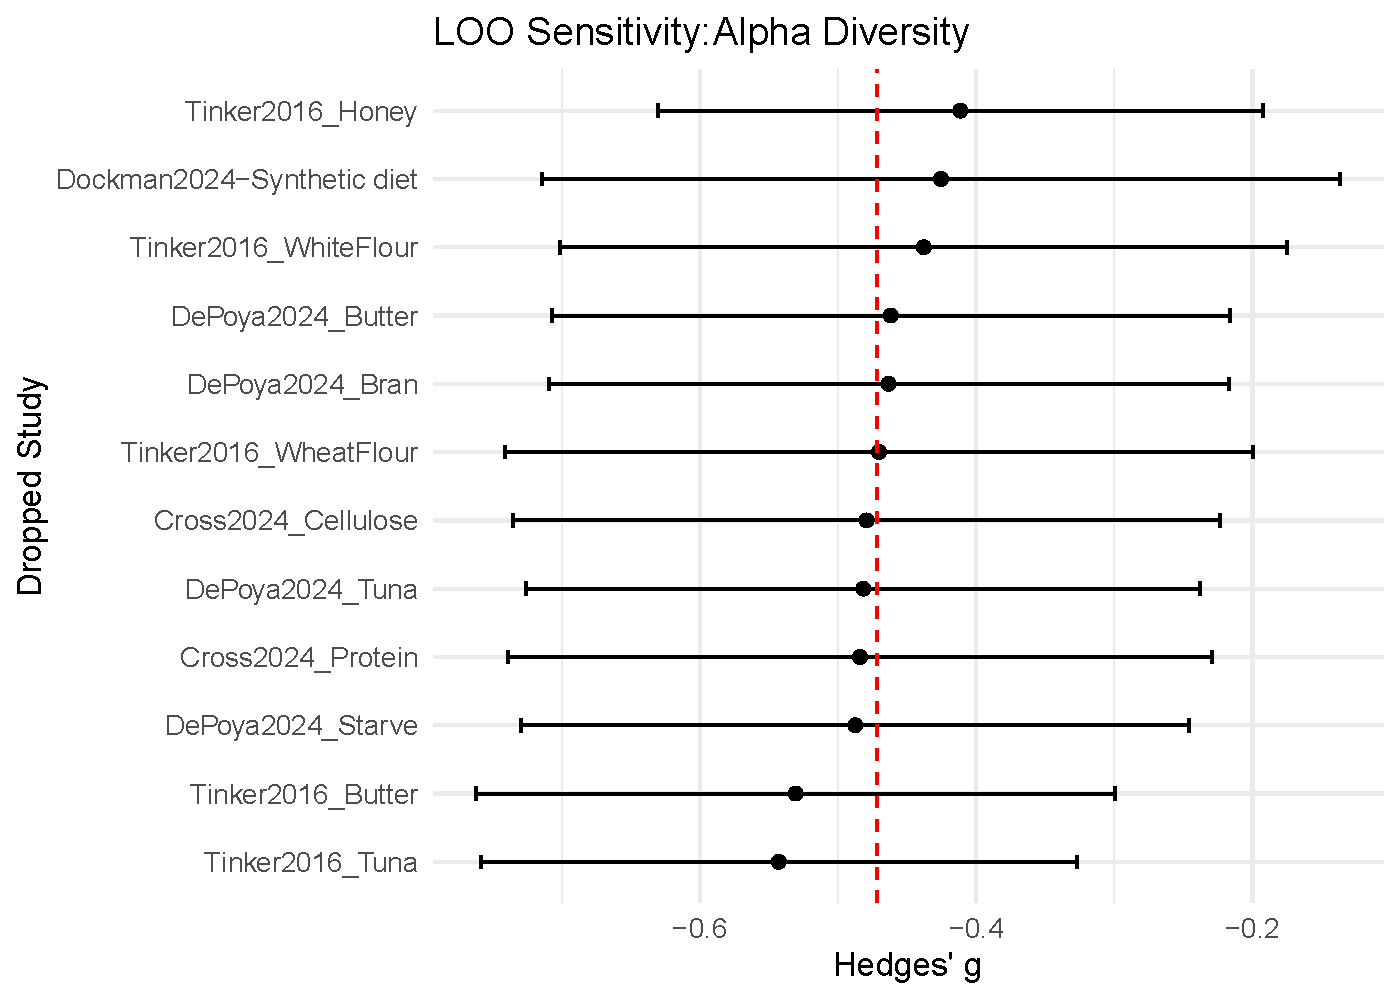 LOO Sensitivity: Alpha Diversity
Tinker2016_Honey
Dockman2024−Synthetic diet
Tinker2016_WhiteFlour
DePoya2024_Butter
DePoya2024_Bran
Tinker2016_WheatFlour
Cross2024_Cellulose
DePoya2024_Tuna
Cross2024_Protein
DePoya2024_Starve
Tinker2016_Butter
Tinker2016_Tuna
Dropped Study
−0.6
−0.4
−0.2
Hedges' g